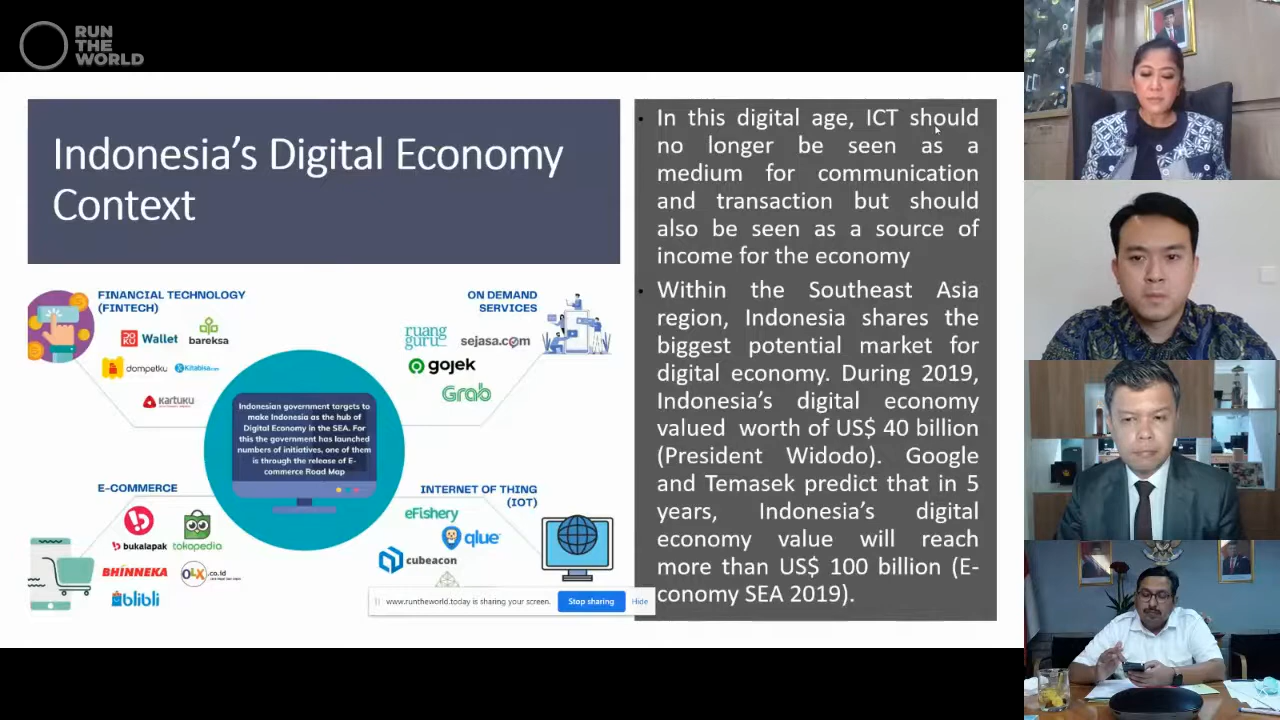 RUN
THE
WORLD
Indonesia's Digital Economy
Context
FINANCIAL TECHNOLOGY
(FINTECH)
Wallet
bareksa
dompetku
Kitabisa.com
KARTUKU
ON DEMAND
SERVICES
ruang
guru
sejasa.com
gojek
Grab
Indonesian government targets to
make Indonesia as the hub of
Digital Economy in the SEA. For
this the government has launched
numbers of initiatives, one of them
is through the release of E-
commerce Road Map
E-COMMERCE
bukalapak
tokopedia
BHINNEKA
OLX.co.id
blibli
INTERNET OF THING
(IOT)
eFishery
qlue
cubeacon
www.runtheworld.today is sharing your screen.
Stop sharing
Hide
• In this digital age, ICT should
no longer be seen as a
medium for communication
and transaction but should
also be seen as a source of
income for the economy
• Within the Southeast Asia
region, Indonesia shares the
biggest potential market for
digital economy. During 2019,
Indonesia's digital economy
valued worth of US$ 40 billion
(President Widodo). Google
and Temasek predict that in 5
years, Indonesia's digital
economy value will reach
more than US$ 100 billion (E-
conomy SEA 2019).